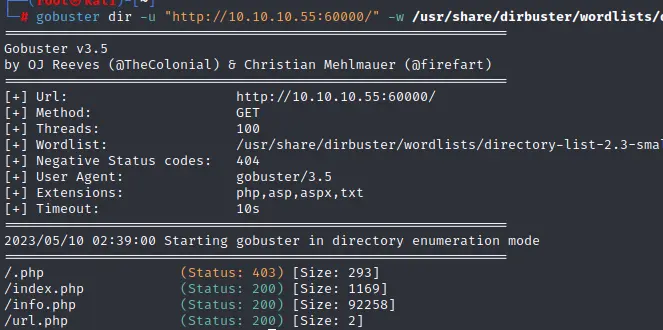 (root㉿kali)-[~]
# gobuster dir -u "http://10.10.10.55:60000/" -w /usr/share/dirbuster/wordlists/
===============================================================
Gobuster v3.5
by OJ Reeves (@TheColonial) & Christian Mehlmauer (@firefart)
===============================================================
[+] Url: http://10.10.10.55:60000/
[+] Method: GET
[+] Threads: 100
[+] Wordlist: /usr/share/dirbuster/wordlists/directory-list-2.3-sma
[+] Negative Status codes: 404
[+] User Agent: gobuster/3.5
[+] Extensions: php,asp,aspx,txt
[+] Timeout: 10s
===============================================================
2023/05/10 02:39:00 Starting gobuster in directory enumeration mode
===============================================================
/.php (Status: 403) [Size: 293]
/index.php (Status: 200) [Size: 1169]
/info.php (Status: 200) [Size: 92258]
/url.php (Status: 200) [Size: 2]